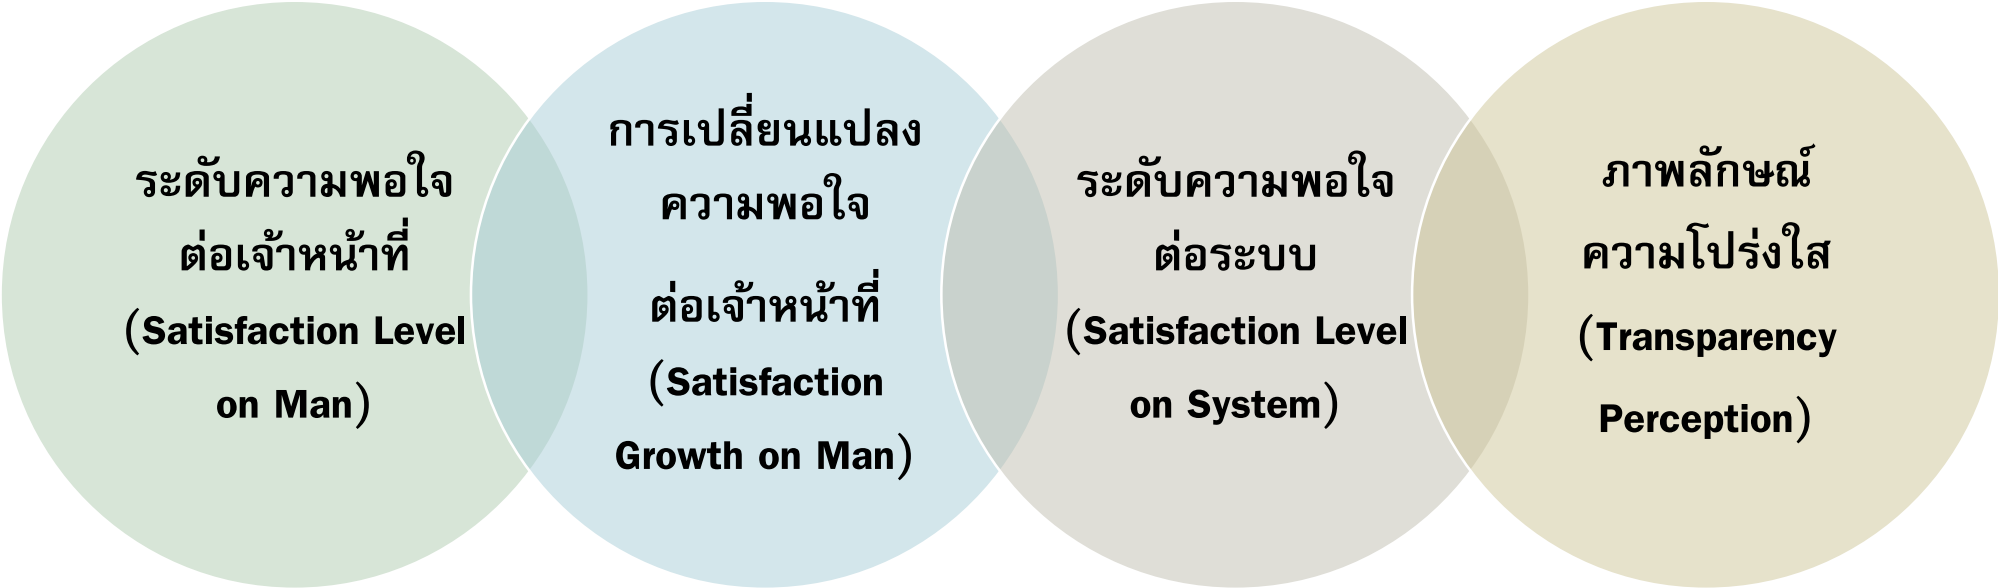 ระดับความพอใจ
ต่อเจ้าหน้าที่
(Satisfaction Level
on Man)
การเปลี่ยนแปลง
ความพอใจ
ต่อเจ้าหน้าที่
(Satisfaction
Growth on Man)
ระดับความพอใจ
ต่อระบบ
(Satisfaction Level
on System)
ภาพลักษณ์
ความโปร่งใส
(Transparency
Perception)